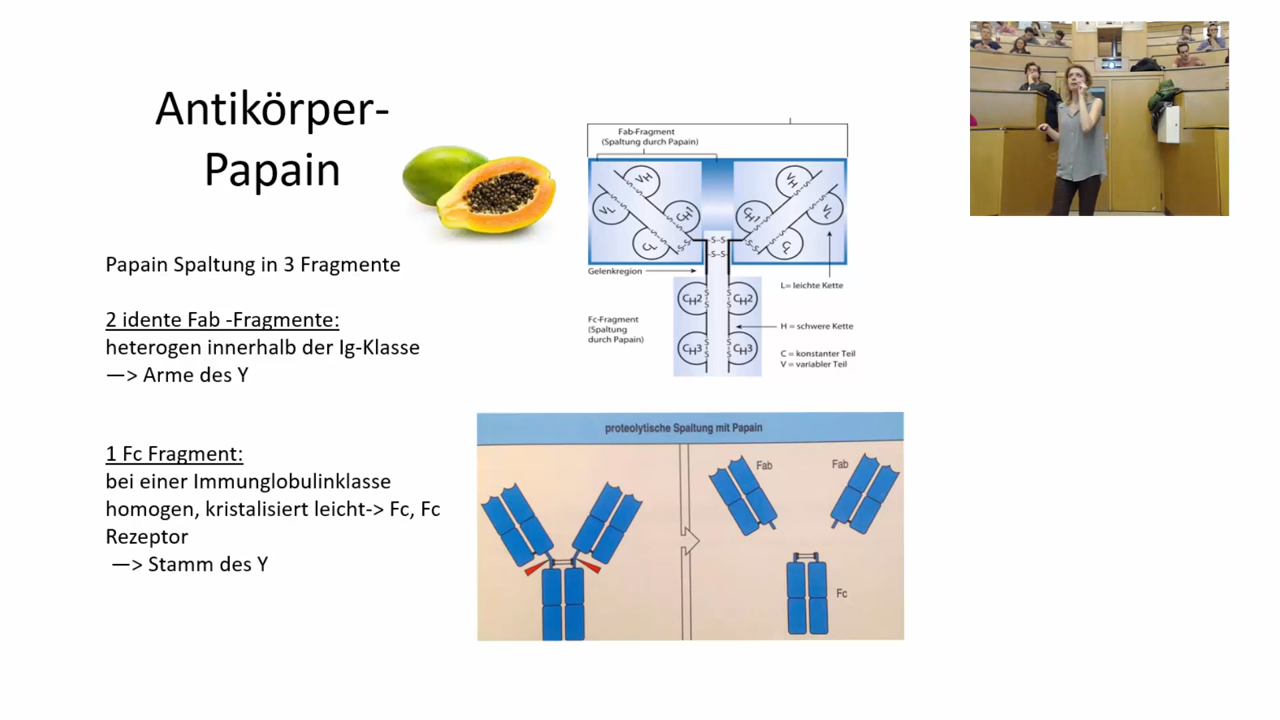 Antikörper-
Papain
Papain Spaltung in 3 Fragmente
2 idente Fab -Fragmente:
heterogen innerhalb der Ig-Klasse
—> Arme des Y
1 Fc Fragment:
bei einer Immunglobulinklasse
homogen, kristalisiert leicht-> Fc, Fc
Rezeptor
—> Stamm des Y
Fab-Fragment
(Spaltung durch Papain)
VH
VH
VL
VL
CH1
CH1
CL
CL
-S-S-
-S-S-
Gelenkregion
L= leichte Kette
CH2
CH2
Fc-Fragment
(Spaltung
durch Papain)
H = schwere Kette
CH3
CH3
C = konstanter Teil
V = variabler Teil
proteolytische Spaltung mit Papain
Fab
Fab
Fc